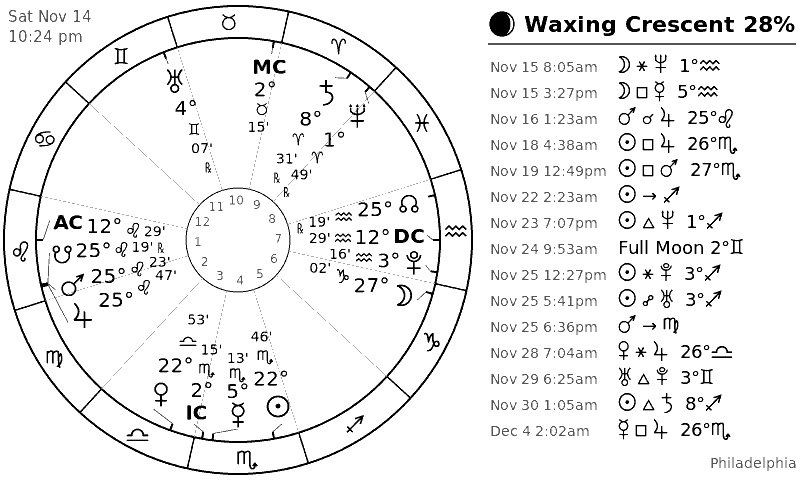 Sat Nov 14
10:24 pm
Waxing Crescent 28%
Nov 15 8:05am ☽ ⚹ ♆ 1°♒
Nov 15 3:27pm ☽ □ ☿ 5°♒
Nov 16 1:23am ♂ ☌ ♃ 25°♌
Nov 18 4:38am ☉ □ ♃ 26°♏
Nov 19 12:49pm ☉ □ ♂ 27°♏
Nov 22 2:23am ☉ → ♐
Nov 23 7:07pm ☉ △ ♆ 1°♐
Nov 24 9:53am Full Moon 2°♊
Nov 25 12:27pm ☉ ⚹ ⯓ 3°♐
Nov 25 5:41pm ☉ ☍ ♅ 3°♐
Nov 25 6:36pm ♂ → ♍
Nov 28 7:04am ♀ ⚹ ♃ 26°♎
Nov 29 6:25am ♅ △ ⯓ 3°♊
Nov 30 1:05am ☉ △ ♄ 8°♐
Dec 4 2:02am ☿ □ ♃ 26°♏
Philadelphia
♉
♈
♓
♒
♑
♐
♏
♎
♍
♌
♋
♊
♅ 4° ♊ 07' ℞
MC 2° ♉ 15'
♄ 8° ♈ 31' ℞
♆ 1° ♈ 49' ℞
☊ 25° ♒ 19' ℞
DC 12° ♒ 29'
⯓ 3° ♒ 16'
☽ 27° ♑ 02'
AC 12° ♌ 29'
☋ 25° ♌ 19' ℞
♂ 25° ♌ 23'
♃ 25° ♌ 47'
♀ 22° ♎ 53'
IC 2° ♏ 15'
☿ 5° ♏ 13'
☉ 22° ♏ 46'
1
2
3
4
5
6
7
8
9
10
11
12